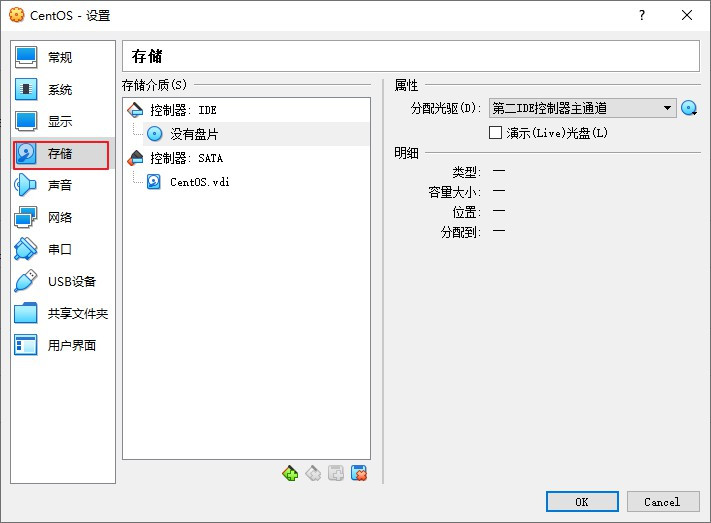 CentOS - 设置
常规
系统
显示
存储
声音
网络
串口
USB设备
共享文件夹
用户界面
存储
存储介质(S)
控制器: IDE
没有盘片
控制器: SATA
CentOS.vdi
属性
分配光驱(D): 第二IDE控制器主通道
演示(Live)光盘(L)
明细
类型: —
容量大小: —
位置: —
分配到: —
OK Cancel